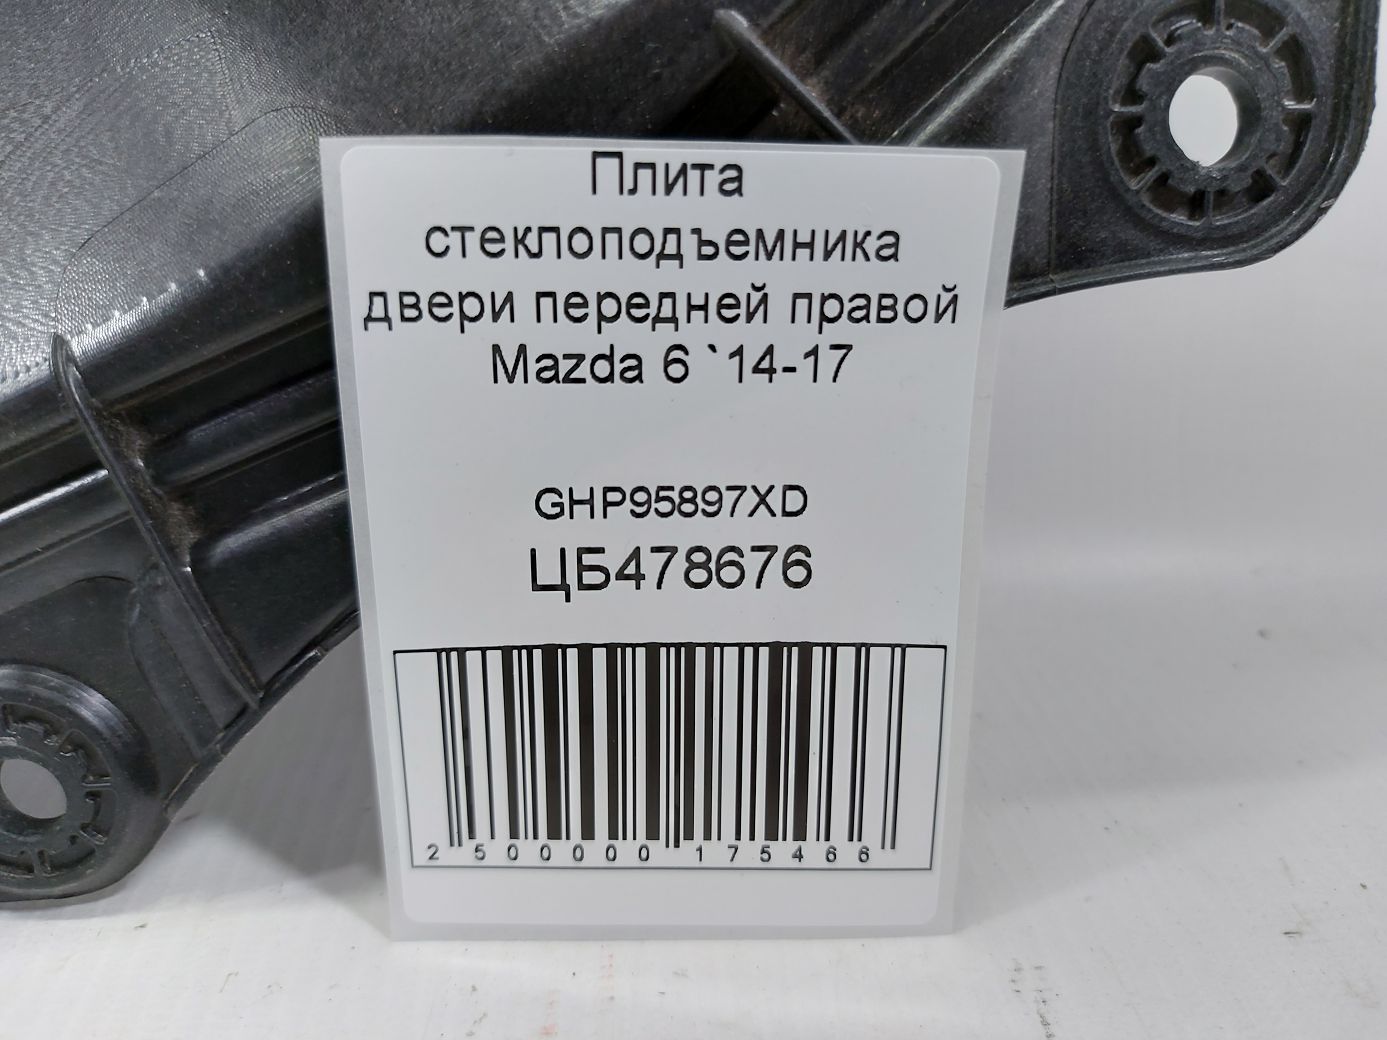 Плита
стеклоподъемника
двери передней правой
Mazda 6 `14-17
GHP95897XD
ЦБ478676
2 500000 175466